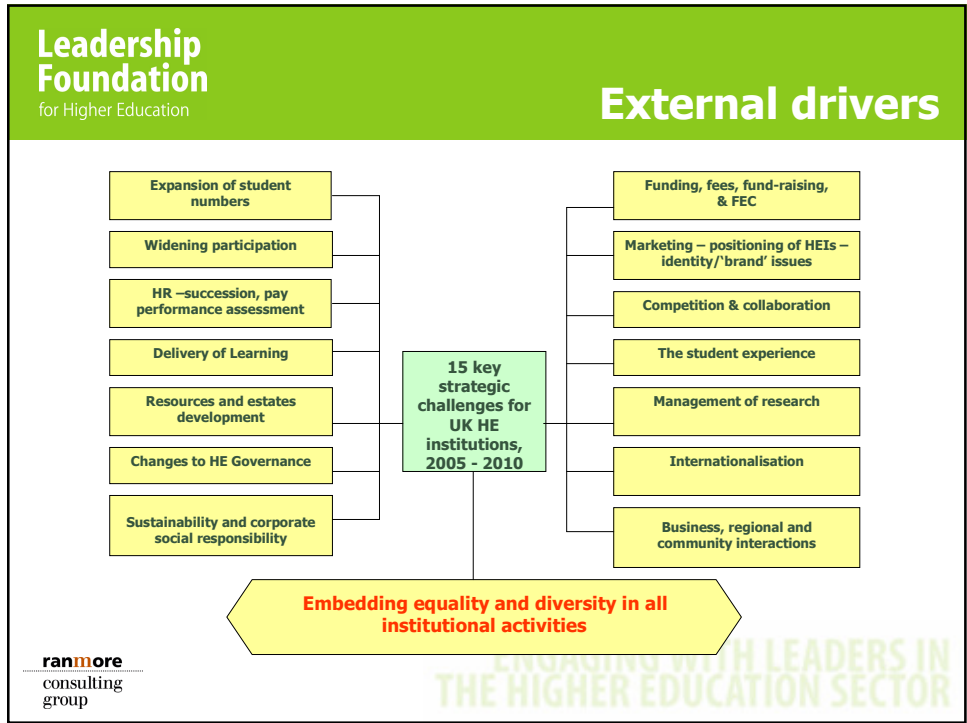 Leadership
Foundation
for Higher Education
External drivers
Expansion of student
numbers
Widening participation
HR –succession, pay
performance assessment
Delivery of Learning
Resources and estates
development
Changes to HE Governance
Sustainability and corporate
social responsibility
15 key
strategic
challenges for
UK HE
institutions,
2005 - 2010
Funding, fees, fund-raising,
& FEC
Marketing – positioning of HEIs –
identity/‘brand’ issues
Competition & collaboration
The student experience
Management of research
Internationalisation
Business, regional and
community interactions
Embedding equality and diversity in all
institutional activities
ranmore
consulting
group
ENGAGING WITH LEADERS IN
THE HIGHER EDUCATION SECTOR